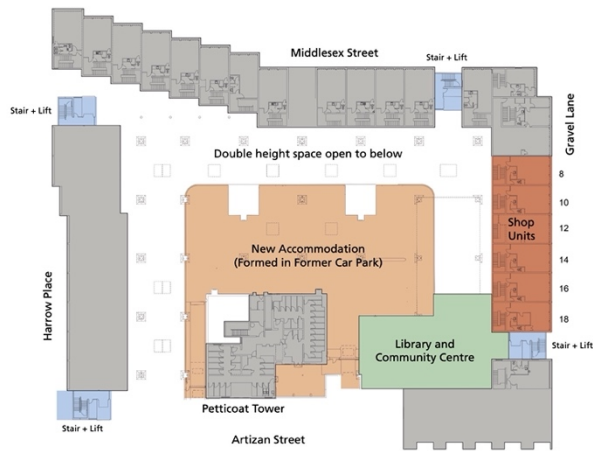 Middlesex Street
Stair + Lift
Stair + Lift
Gravel Lane
Double height space open to below
8
10
Shop
Units
12
New Accommodation
(Formed in Former Car Park)
14
16
Harrow Place
18
Library and
Community Centre
Stair + Lift
Petticoat Tower
Stair + Lift
Artizan Street